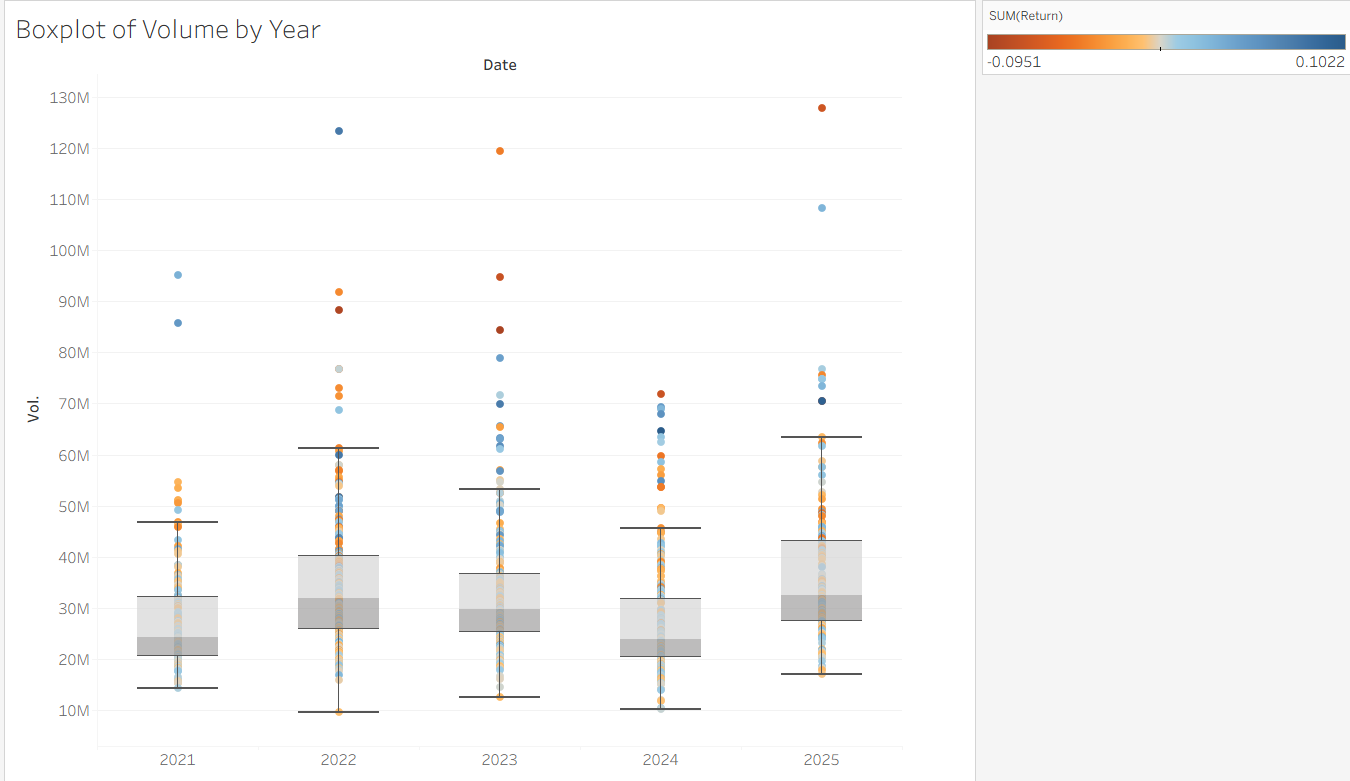 Boxplot of Volume by Year
SUM(Return)
-0.0951 0.1022
Date
130M
120M
110M
100M
90M
80M
70M
60M
50M
40M
30M
20M
10M
Vol.
2021 2022 2023 2024 2025